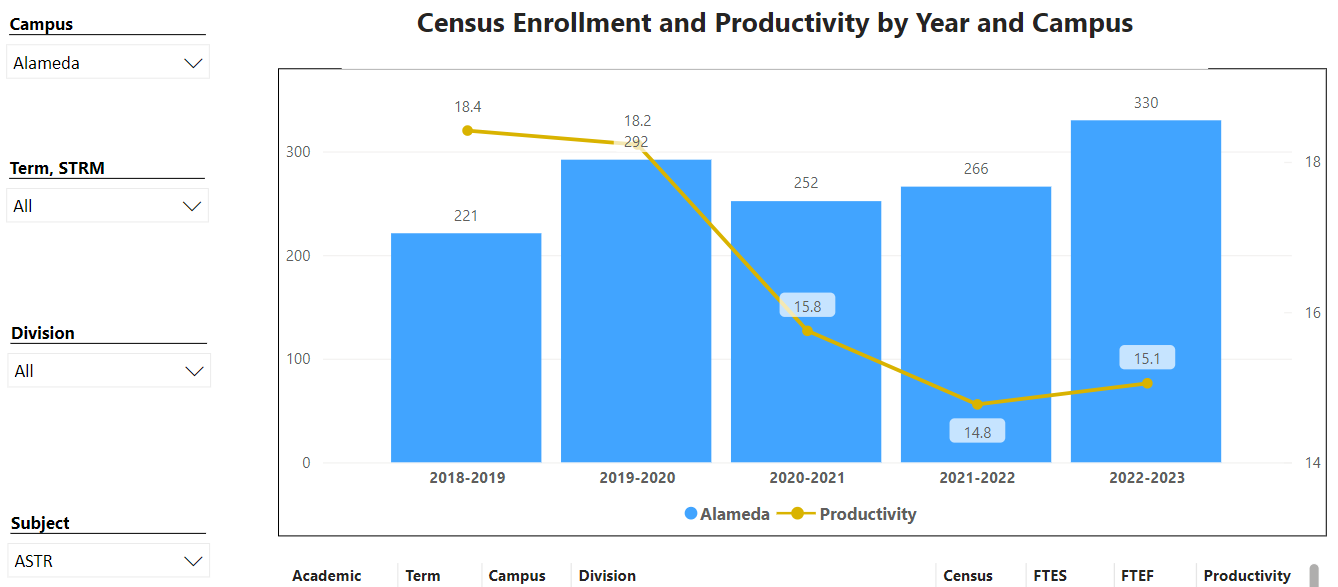 Census Enrollment and Productivity by Year and Campus
Campus
Alameda
Term, STRM
All
Division
All
Subject
ASTR
300
200
100
0
18
16
14
18.4
18.2
292
221
252
266
330
15.8
14.8
15.1
2018-2019
2019-2020
2020-2021
2021-2022
2022-2023
Alameda Productivity
Academic Term Campus Division Census FTES FTEF Productivity